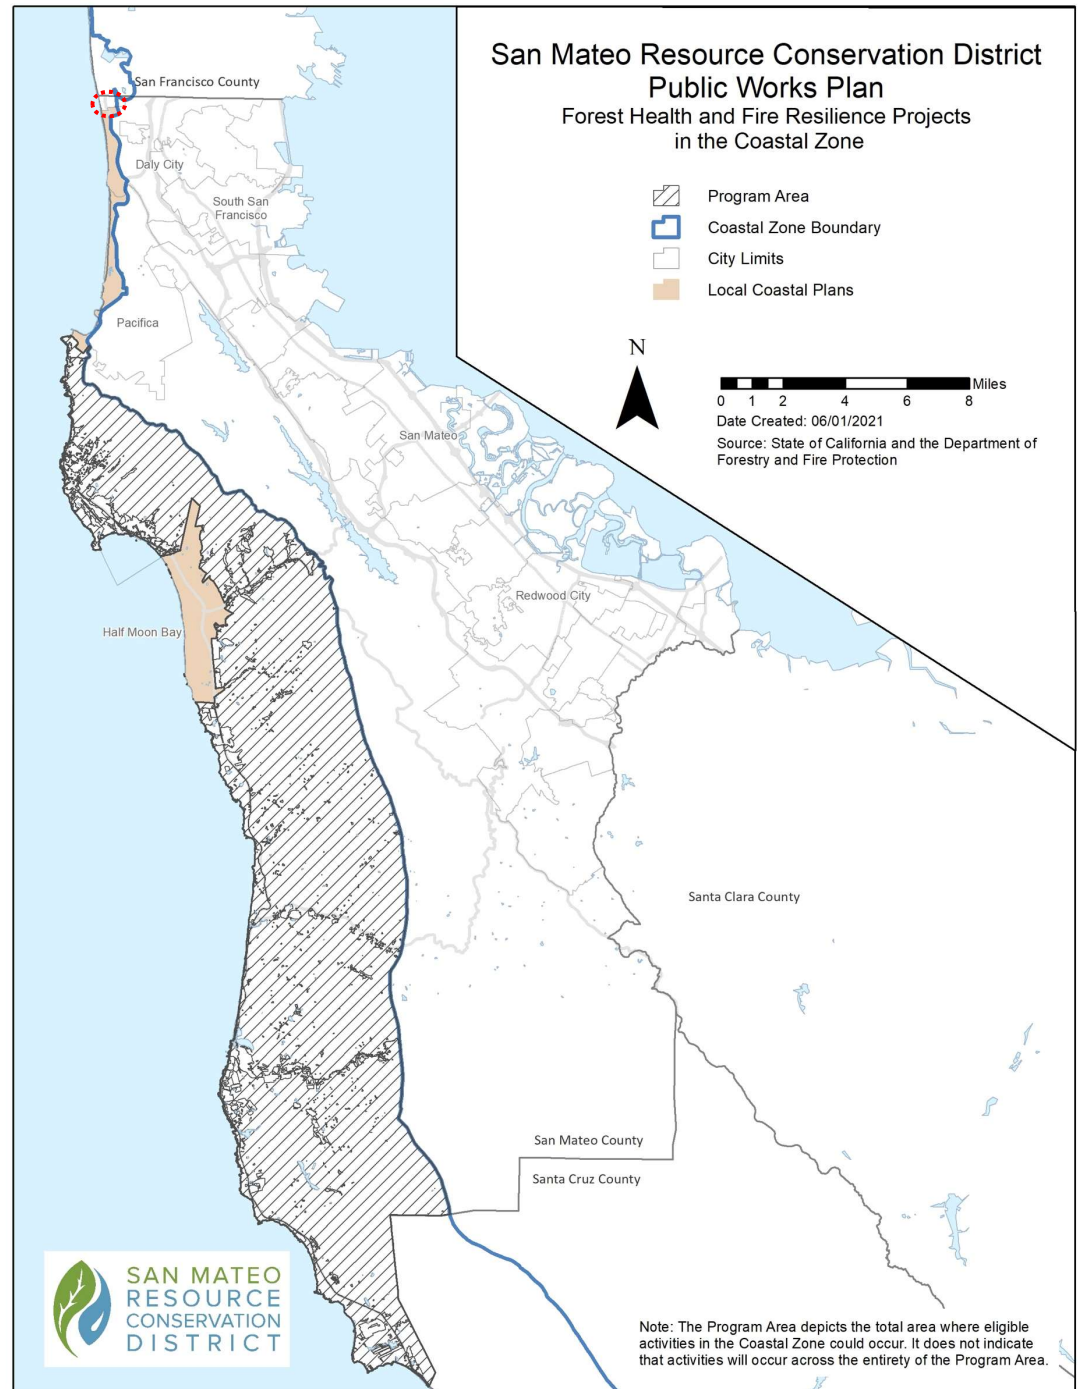 San Mateo Resource Conservation District
Public Works Plan
Forest Health and Fire Resilience Projects
in the Coastal Zone
Program Area
Coastal Zone Boundary
City Limits
Local Coastal Plans
N
Miles
0 1 2 4 6 8
Date Created: 06/01/2021
Source: State of California and the Department of
Forestry and Fire Protection
San Francisco County
Daly City
South San
Francisco
Pacifica
San Mateo
Redwood City
Half Moon Bay
Santa Clara County
San Mateo County
Santa Cruz County
SAN MATEO
RESOURCE
CONSERVATION
DISTRICT
Note: The Program Area depicts the total area where eligible
activities in the Coastal Zone could occur. It does not indicate
that activities will occur across the entirety of the Program Area.